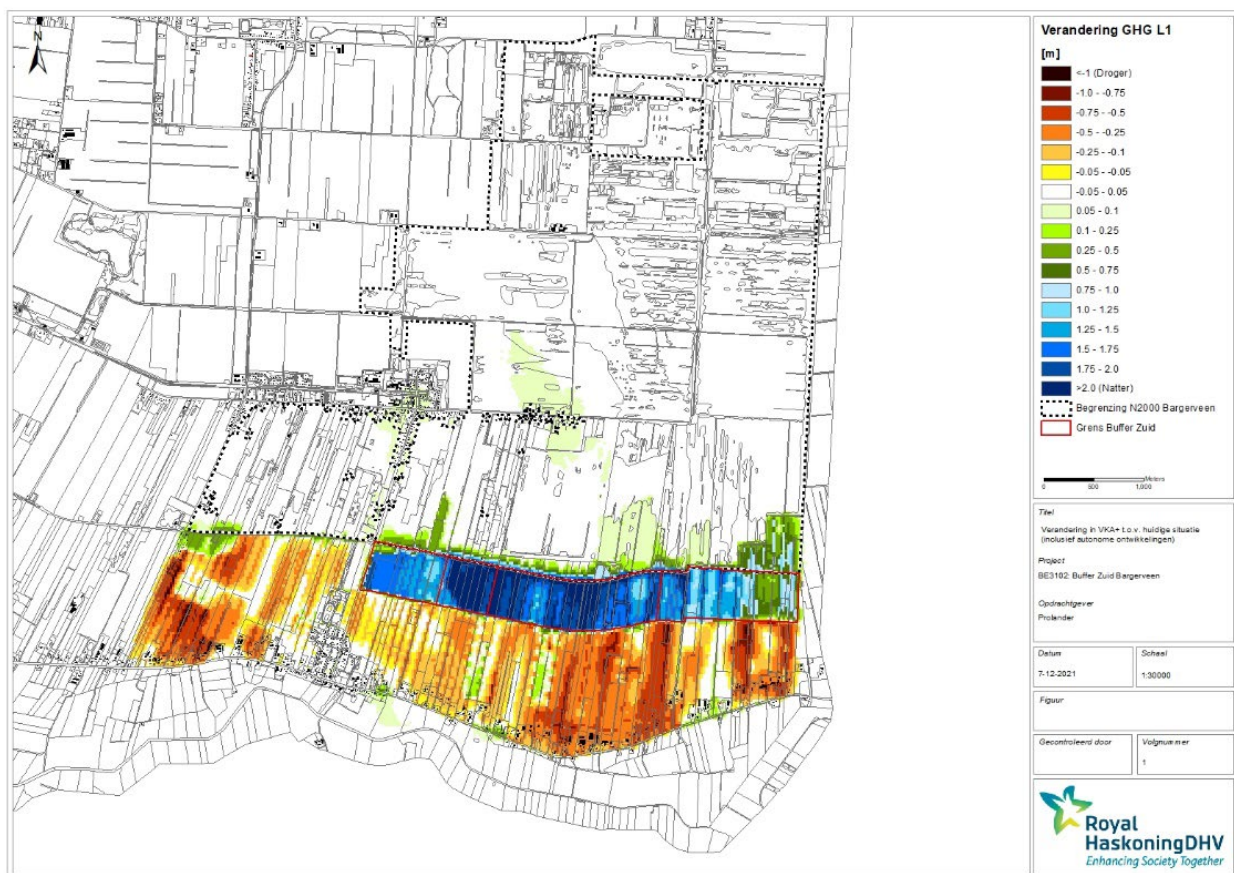 N
Verandering GHG L1
[m]
<-1 (Droger)
-1.0 - -0.75
-0.75 - -0.5
-0.5 - -0.25
-0.25 - -0.1
-0.05 - -0.05
-0.05 - 0.05
0.05 - 0.1
0.1 - 0.25
0.25 - 0.5
0.5 - 0.75
0.75 - 1.0
1.0 - 1.25
1.25 - 1.5
1.5 - 1.75
1.75 - 2.0
>2.0 (Natter)
Begrenzing N2000 Bargerveen
Grens Buffer Zuid
Meters
0 500 1.000
Titel
Verandering in VKA+ t.o.v. huidige situatie
(inclusief autonome ontwikkelingen)
Project
BE3102: Buffer Zuid Bargerveen
Opdrachtgever
Prolander
Datum
7-12-2021
Schaal
1:30000
Figuur
Gecontroleerd door
Volgnummer
1
Royal
HaskoningDHV
Enhancing Society Together